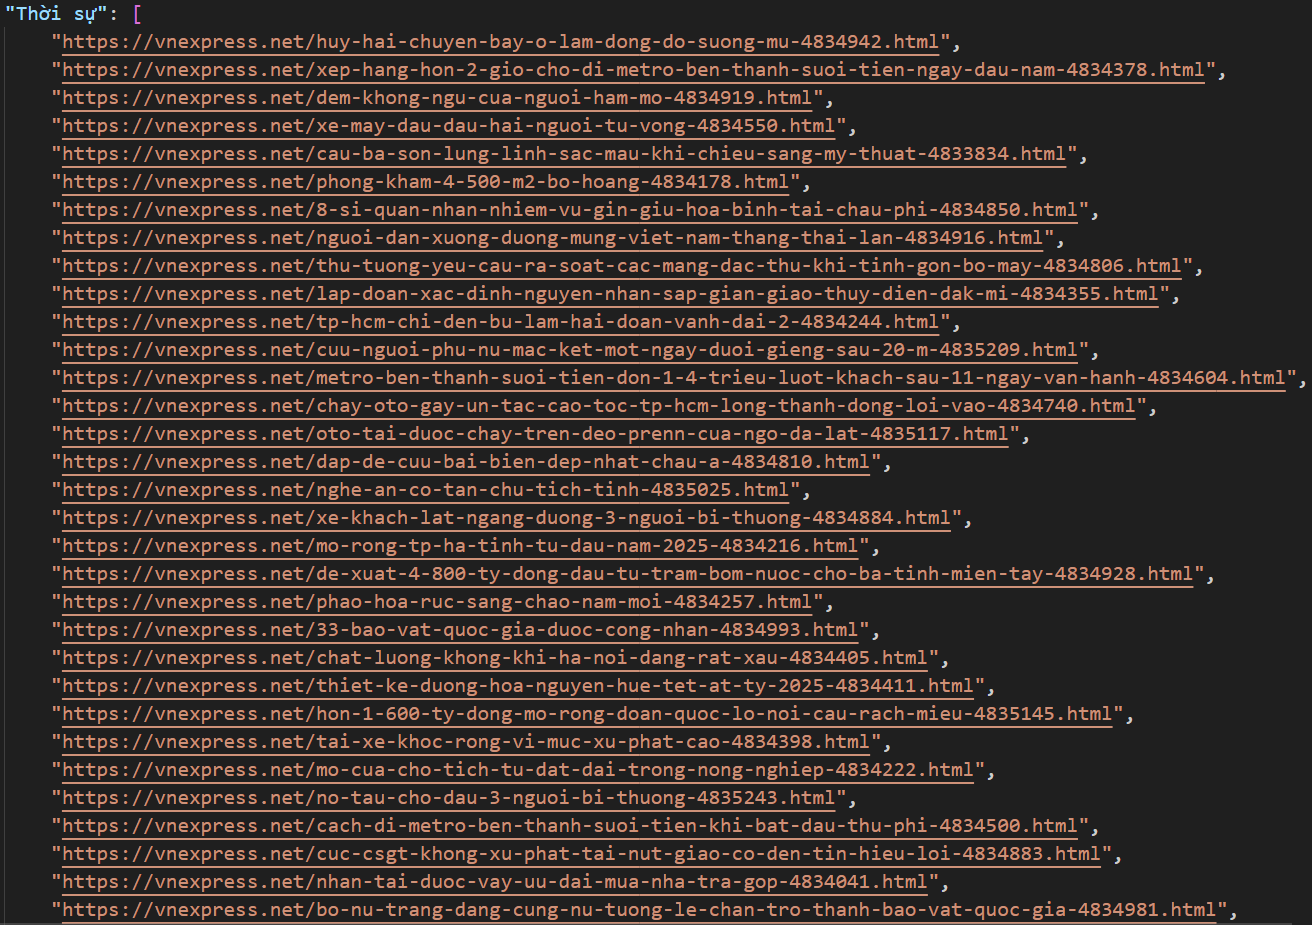 "Thời sự": [
"https://vnexpress.net/huy-hai-chuyen-bay-o-lam-dong-do-suong-mu-4834942.html",
"https://vnexpress.net/xep-hang-hon-2-gio-cho-di-metro-ben-thanh-suoi-tien-ngay-dau-nam-4834378.html",
"https://vnexpress.net/dem-khong-ngu-cua-nguoi-ham-mo-4834919.html",
"https://vnexpress.net/xe-may-dau-dau-hai-nguoi-tu-vong-4834550.html",
"https://vnexpress.net/cau-ba-son-lung-linh-sac-mau-khi-chieu-sang-my-thuat-4833834.html",
"https://vnexpress.net/phong-kham-4-500-m2-bo-hoang-4834178.html",
"https://vnexpress.net/8-si-quan-nhan-nhiem-vu-gin-giu-hoa-binh-tai-chau-phi-4834850.html",
"https://vnexpress.net/nguoi-dan-xuong-duong-mung-viet-nam-thang-thai-lan-4834916.html",
"https://vnexpress.net/thu-tuong-yeu-cau-ra-soat-cac-mang-dac-thu-khi-tinh-gon-bo-may-4834806.html",
"https://vnexpress.net/lap-doan-xac-dinh-nguyen-nhan-sap-gian-giao-thuy-dien-dak-mi-4834355.html",
"https://vnexpress.net/tp-hcm-chi-den-bu-lam-hai-doan-vanh-dai-2-4834244.html",
"https://vnexpress.net/cuu-nguoi-phu-nu-mac-ket-mot-ngay-duoi-gieng-sau-20-m-4835209.html",
"https://vnexpress.net/metro-ben-thanh-suoi-tien-don-1-4-trieu-luot-khach-sau-11-ngay-van-hanh-4834604.html",
"https://vnexpress.net/chay-oto-gay-un-tac-cao-toc-tp-hcm-long-thanh-dong-loi-vao-4834740.html",
"https://vnexpress.net/oto-tai-duoc-chay-tren-deo-prenn-cua-ngo-da-lat-4835117.html",
"https://vnexpress.net/dap-de-cuu-bai-bien-dep-nhat-chau-a-4834810.html",
"https://vnexpress.net/nghe-an-co-tan-chu-tich-tinh-4835025.html",
"https://vnexpress.net/xe-khach-lat-ngang-duong-3-nguoi-bi-thuong-4834884.html",
"https://vnexpress.net/mo-rong-tp-ha-tinh-tu-dau-nam-2025-4834216.html",
"https://vnexpress.net/de-xuat-4-800-ty-dong-dau-tu-tram-bom-nuoc-cho-ba-tinh-mien-tay-4834928.html",
"https://vnexpress.net/phao-hoa-ruc-sang-chao-nam-moi-4834257.html",
"https://vnexpress.net/33-bao-vat-quoc-gia-duoc-cong-nhan-4834993.html",
"https://vnexpress.net/chat-luong-khong-khi-ha-noi-dang-rat-xau-4834405.html",
"https://vnexpress.net/thiet-ke-duong-hoa-nguyen-hue-tet-at-ty-2025-4834411.html",
"https://vnexpress.net/hon-1-600-ty-dong-mo-rong-doan-quoc-lo-noi-cau-rach-mieu-4835145.html",
"https://vnexpress.net/tai-xe-khoc-rong-vi-muc-xu-phat-cao-4834398.html",
"https://vnexpress.net/mo-cua-cho-tich-tu-dat-dai-trong-nong-nghiep-4834222.html",
"https://vnexpress.net/no-tau-cho-dau-3-nguoi-bi-thuong-4835243.html",
"https://vnexpress.net/cach-di-metro-ben-thanh-suoi-tien-khi-bat-dau-thu-phi-4834500.html",
"https://vnexpress.net/cuc-csgt-khong-xu-phat-tai-nut-giao-co-den-tin-hieu-loi-4834883.html",
"https://vnexpress.net/nhan-tai-duoc-vay-uu-dai-mua-nha-tra-gop-4834041.html",
"https://vnexpress.net/bo-nu-trang-dang-cung-nu-tuong-le-chan-tro-thanh-bao-vat-quoc-gia-4834981.html",